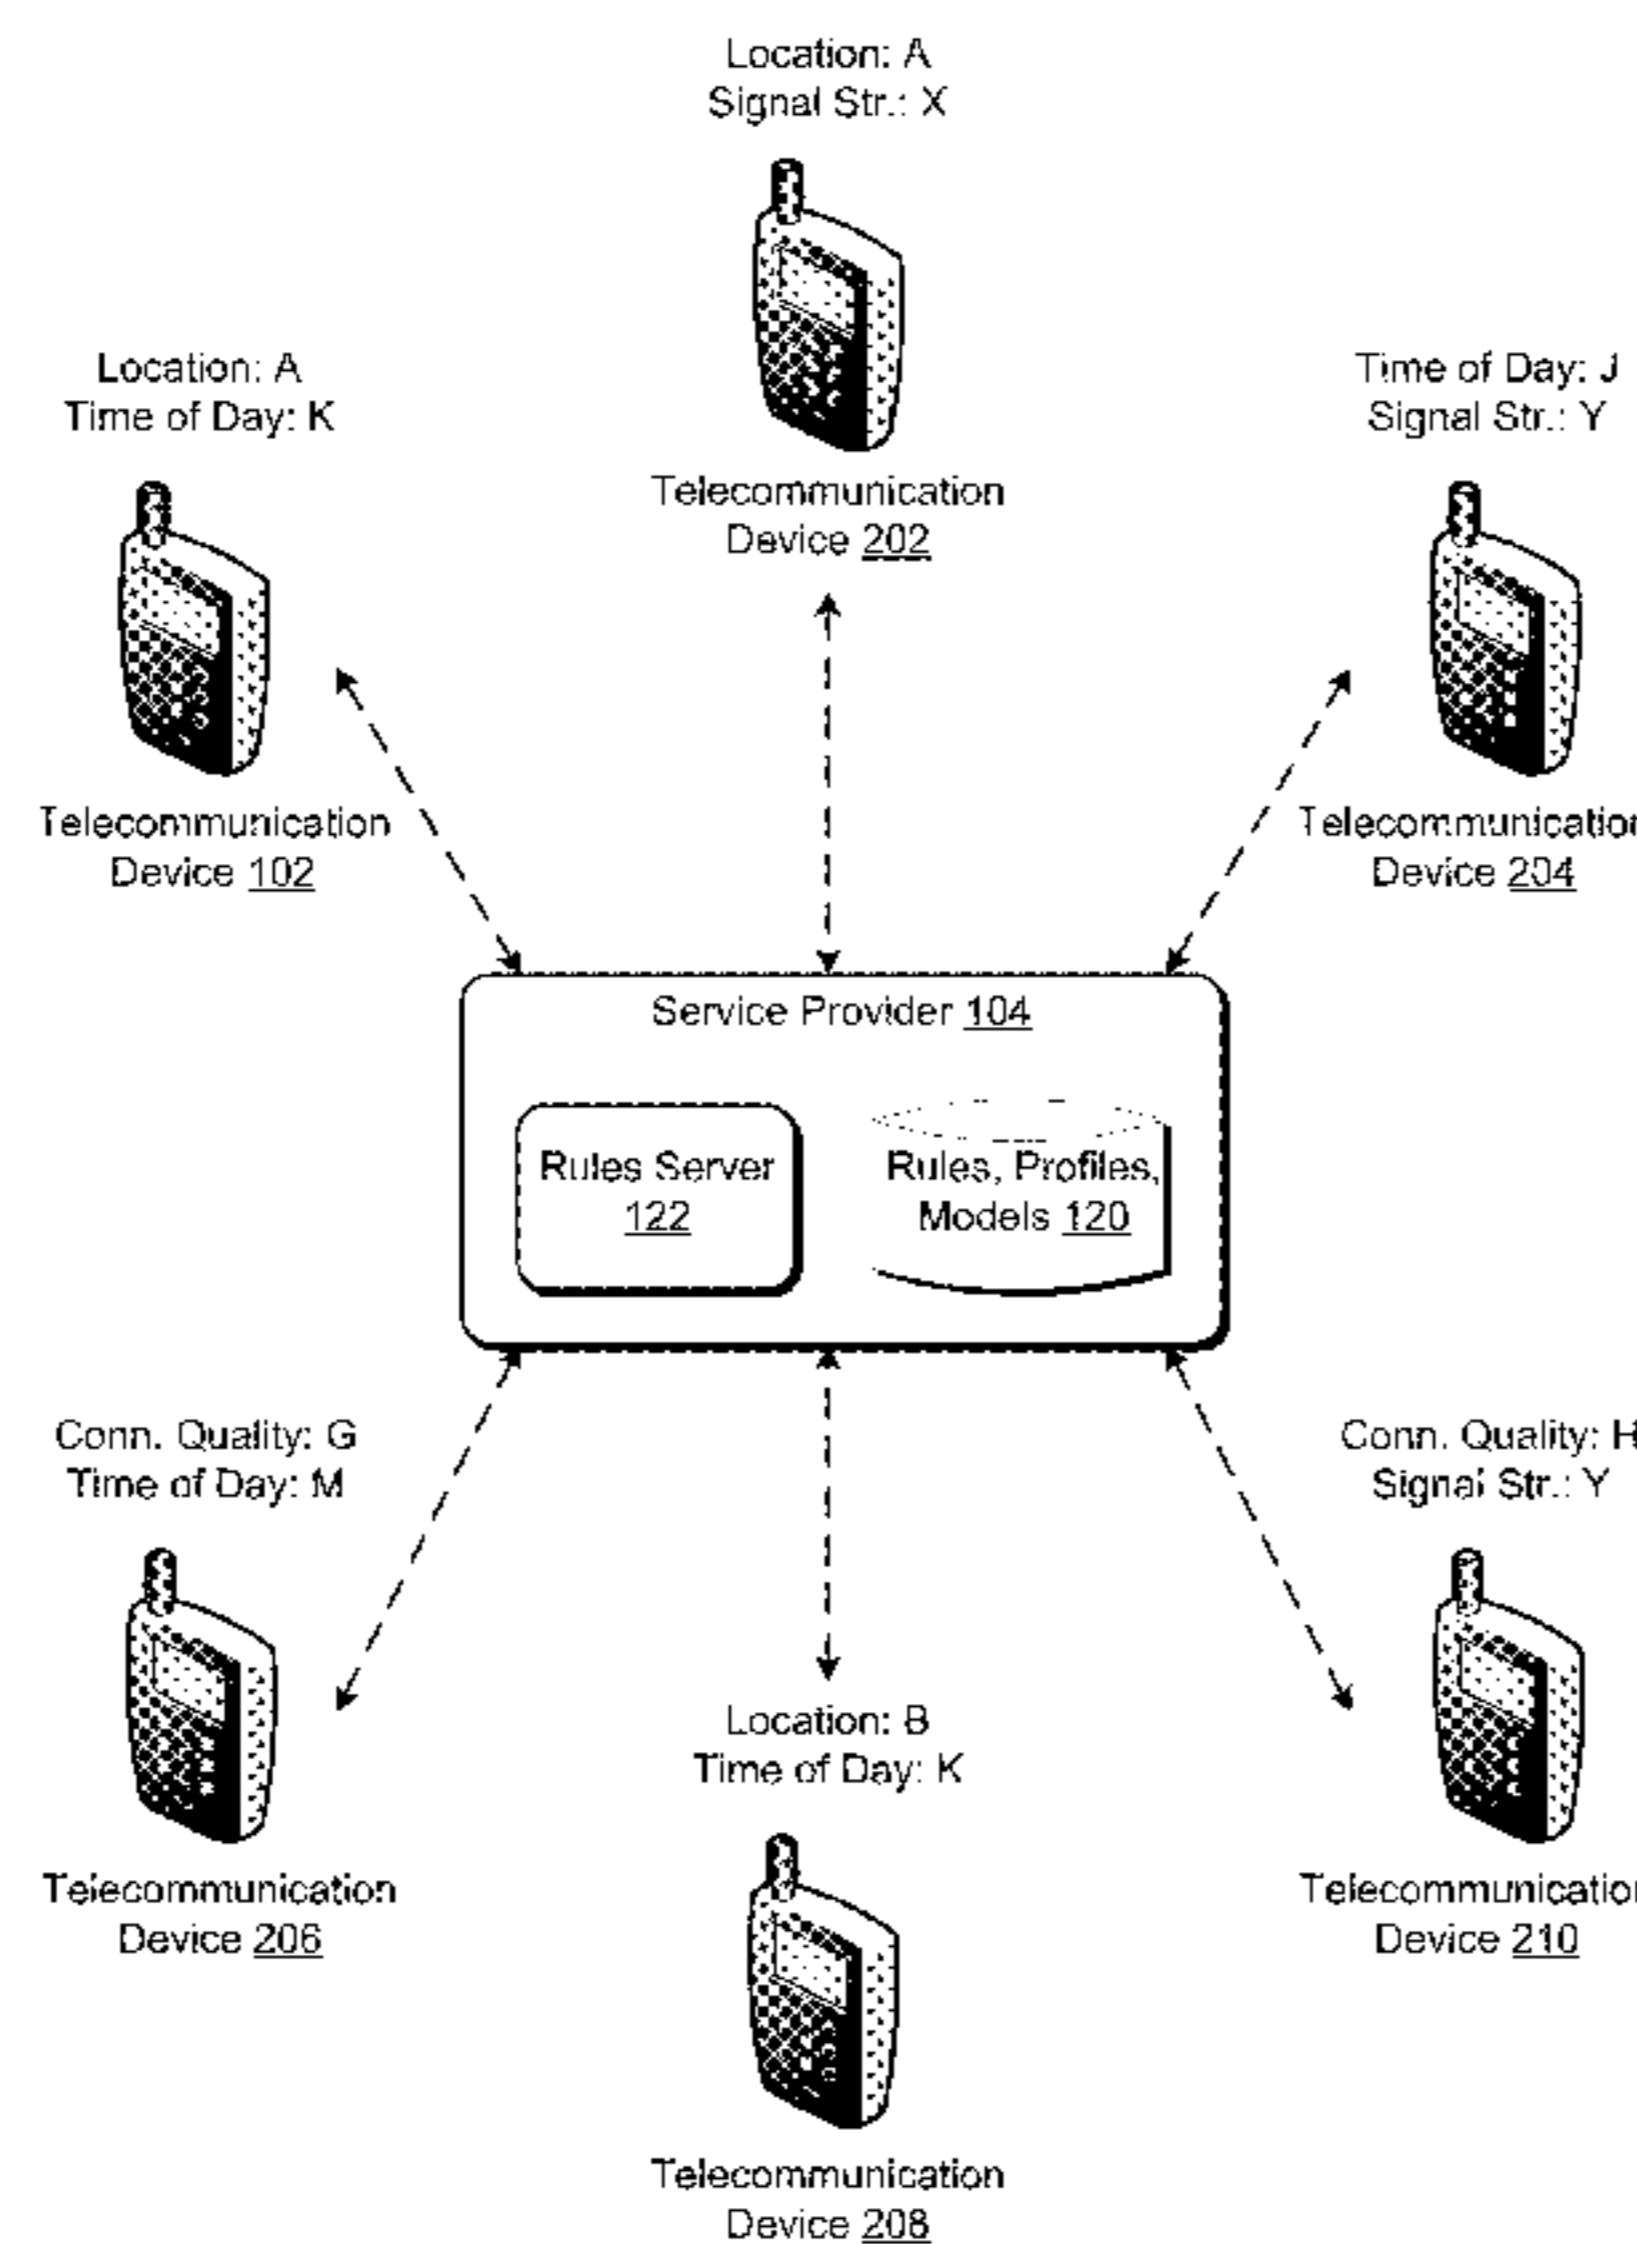 Location: A
Signal Str.: X
Location: A
Time of Day: K
Time of Day: J
Signal Str.: Y
Telecommunication
Device 202
Telecommunication
Device 102
Telecommunication
Device 204
Service Provider 104
Rules Server
122
Rules, Profiles,
Models 120
Conn. Quality: G
Time of Day: M
Conn. Quality: H
Signal Str.: Y
Location: B
Time of Day: K
Telecommunication
Device 206
Telecommunication
Device 210
Telecommunication
Device 208